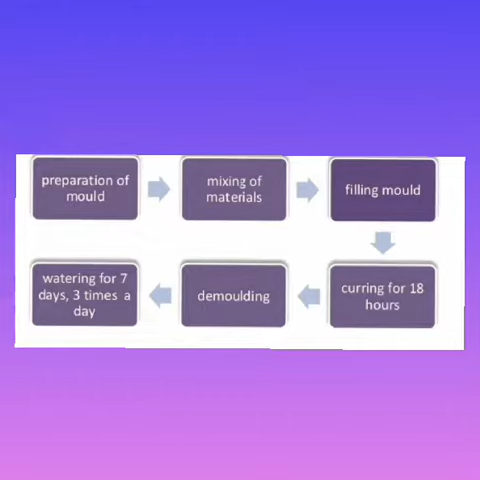 preparation of
mould
mixing of
materials
filling mould
curring for 18
hours
demoulding
watering for 7
days, 3 times a
day